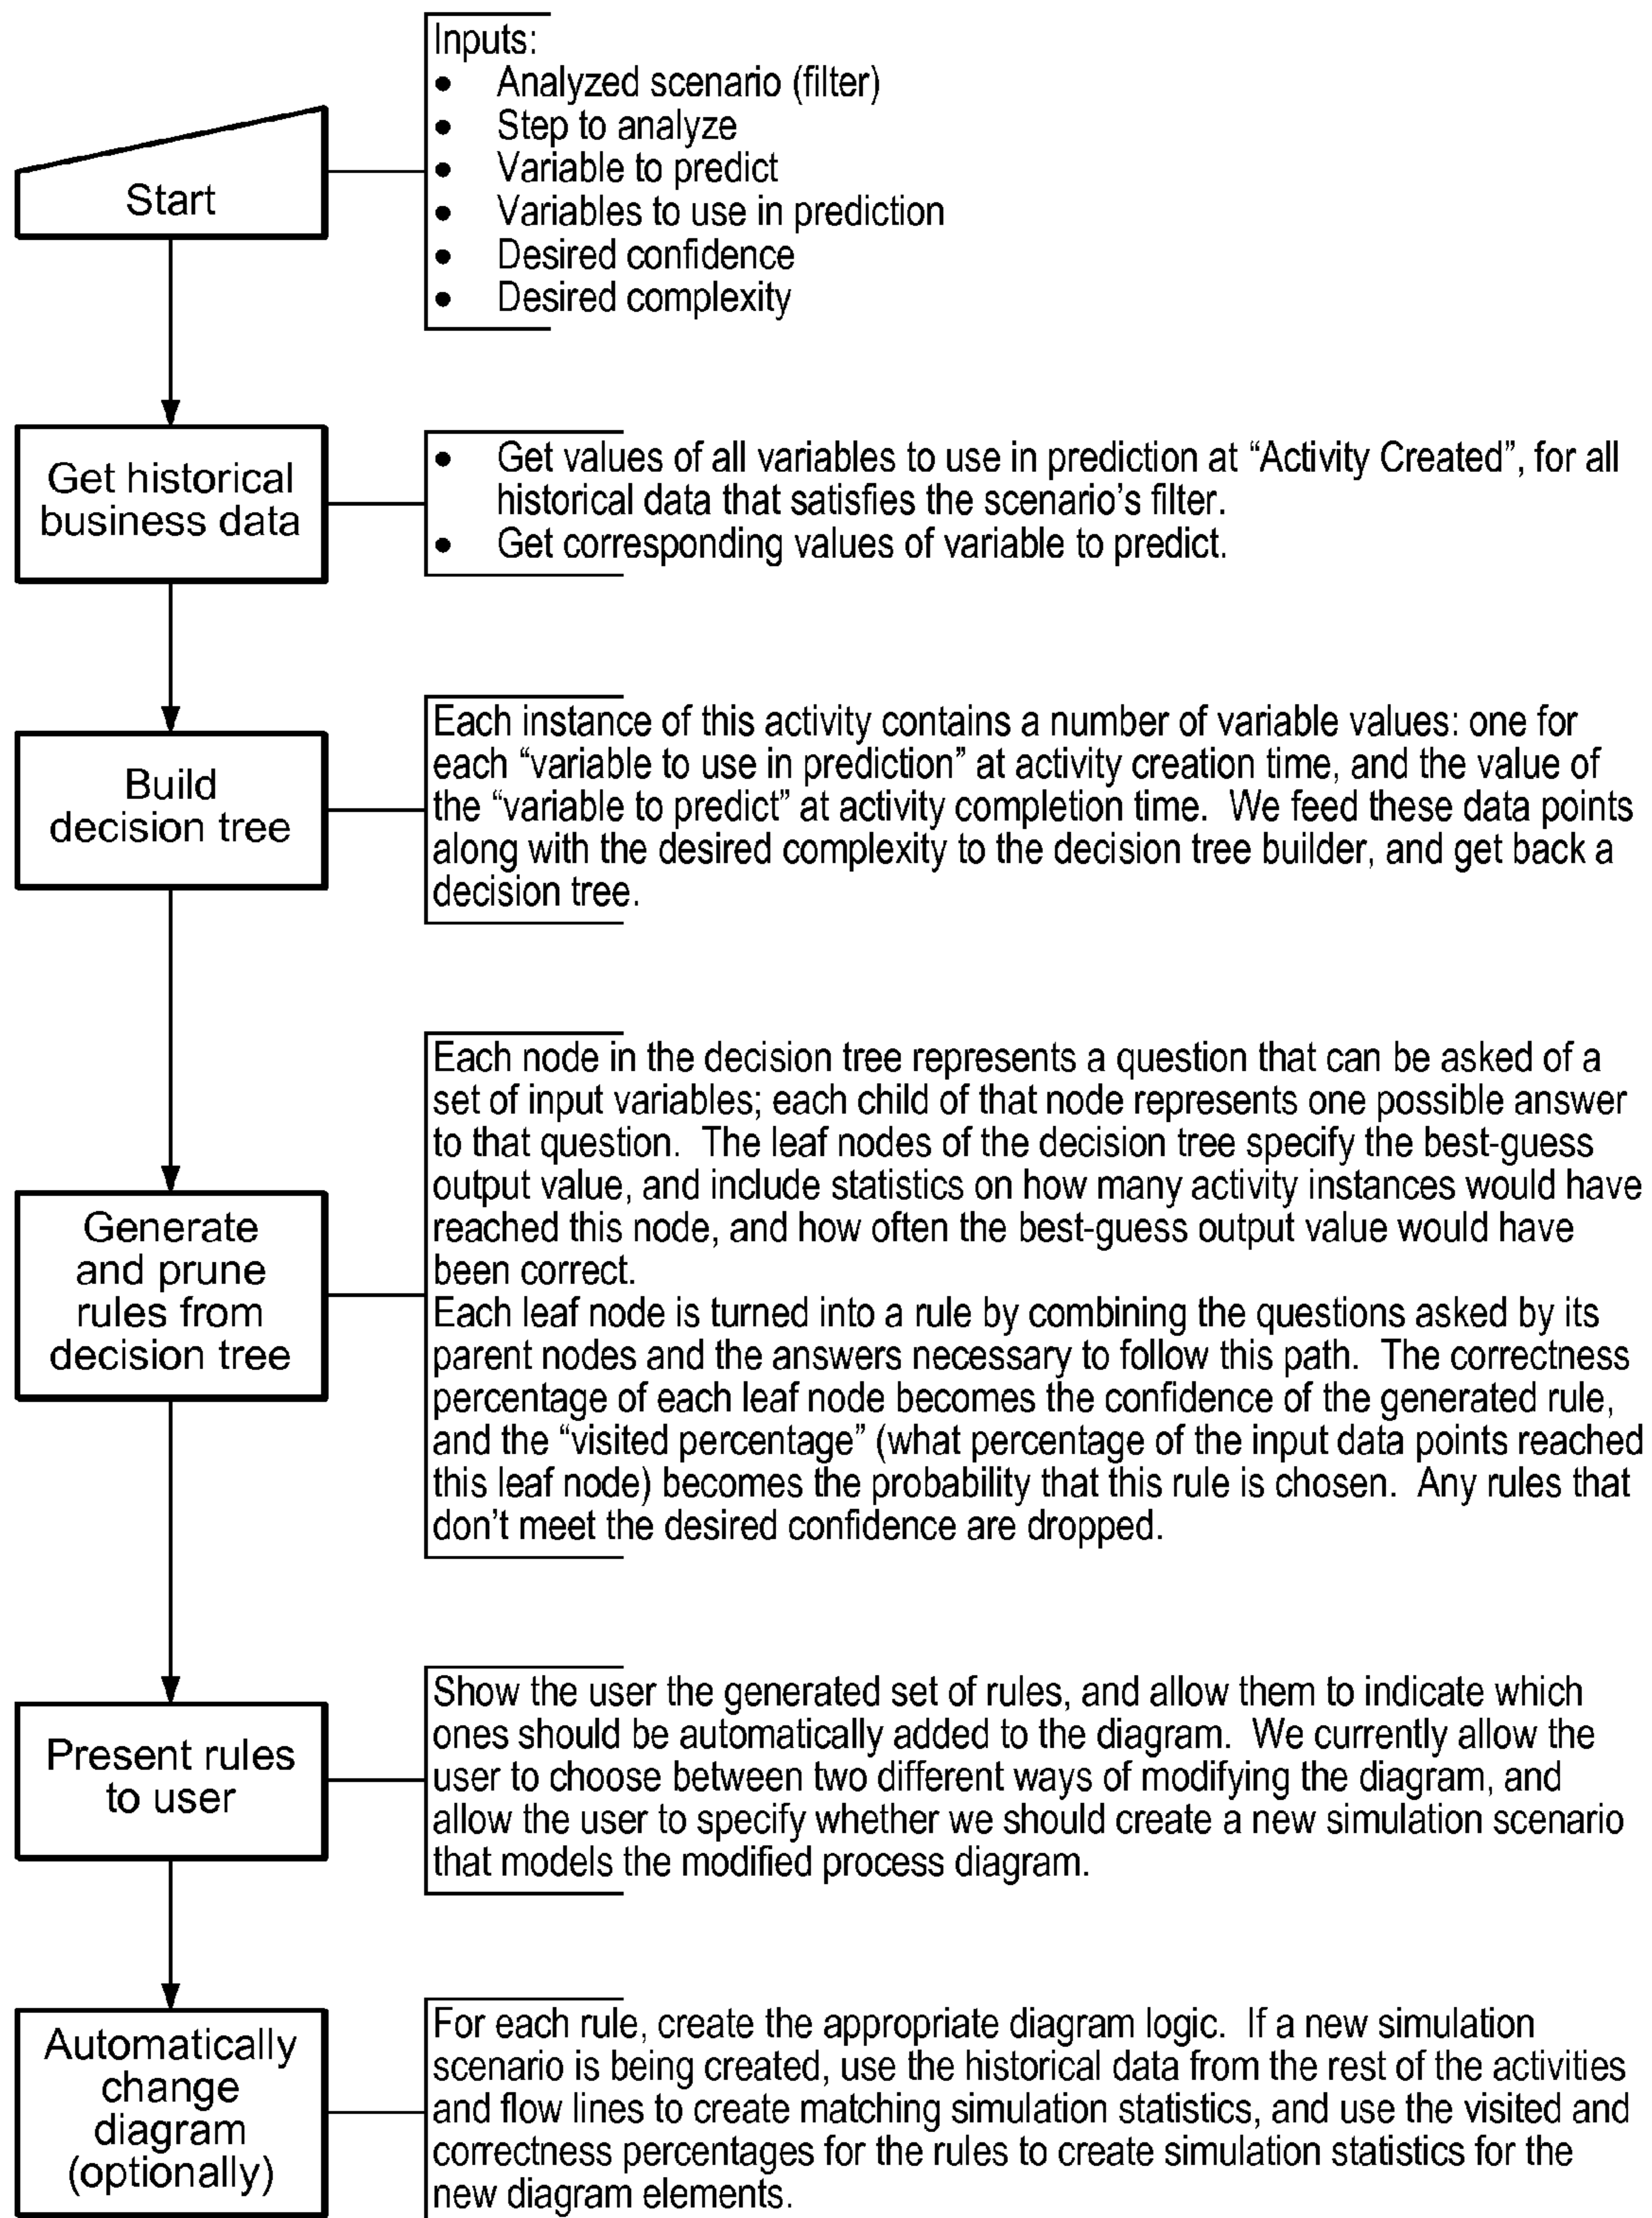 Start
Inputs:
• Analyzed scenario (filter)
• Step to analyze
• Variable to predict
• Variables to use in prediction
• Desired confidence
• Desired complexity
Get historical
business data
• Get values of all variables to use in prediction at “Activity Created”, for all
historical data that satisfies the scenario’s filter.
• Get corresponding values of variable to predict.
Build
decision tree
Each instance of this activity contains a number of variable values: one for
each “variable to use in prediction” at activity creation time, and the value of
the “variable to predict” at activity completion time. We feed these data points
along with the desired complexity to the decision tree builder, and get back a
decision tree.
Generate
and prune
rules from
decision tree
Each node in the decision tree represents a question that can be asked of a
set of input variables; each child of that node represents one possible answer
to that question. The leaf nodes of the decision tree specify the best-guess
output value, and include statistics on how many activity instances would have
reached this node, and how often the best-guess output value would have
been correct.
Each leaf node is turned into a rule by combining the questions asked by its
parent nodes and the answers necessary to follow this path. The correctness
percentage of each leaf node becomes the confidence of the generated rule,
and the “visited percentage” (what percentage of the input data points reached
this leaf node) becomes the probability that this rule is chosen. Any rules that
don’t meet the desired confidence are dropped.
Present rules
to user
Show the user the generated set of rules, and allow them to indicate which
ones should be automatically added to the diagram. We currently allow the
user to choose between two different ways of modifying the diagram, and
allow the user to specify whether we should create a new simulation scenario
that models the modified process diagram.
Automatically
change
diagram
(optionally)
For each rule, create the appropriate diagram logic. If a new simulation
scenario is being created, use the historical data from the rest of the activities
and flow lines to create matching simulation statistics, and use the visited and
correctness percentages for the rules to create simulation statistics for the
new diagram elements.